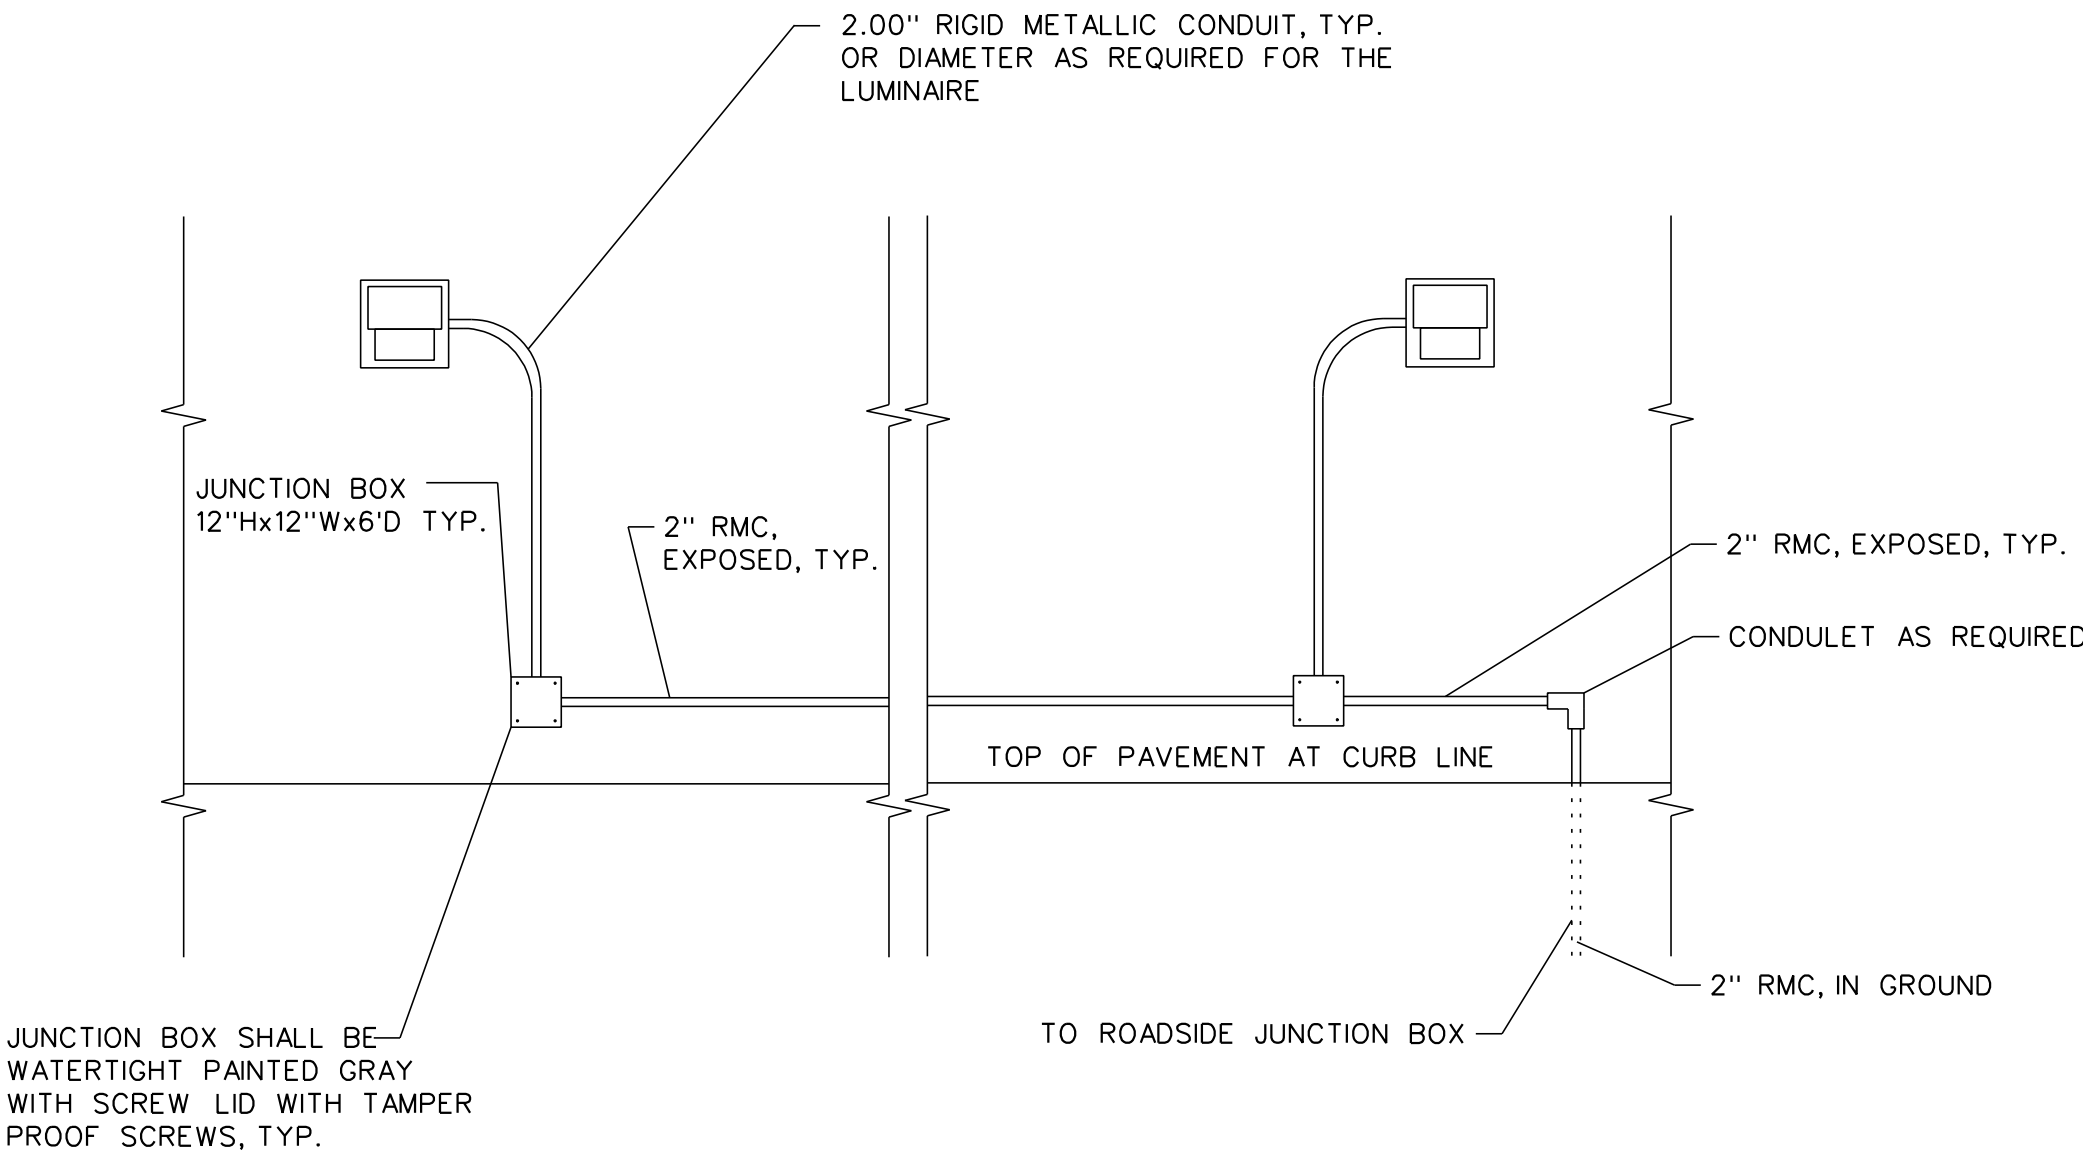 2.00" RIGID METALLIC CONDUIT, TYP.
OR DIAMETER AS REQUIRED FOR THE
LUMINAIRE
JUNCTION BOX
12"Hx12"Wx6'D TYP.
2" RMC,
EXPOSED, TYP.
2" RMC, EXPOSED, TYP.
CONDULET AS REQUIRED
TOP OF PAVEMENT AT CURB LINE
2" RMC, IN GROUND
TO ROADSIDE JUNCTION BOX
JUNCTION BOX SHALL BE
WATERTIGHT PAINTED GRAY
WITH SCREW LID WITH TAMPER
PROOF SCREWS, TYP.